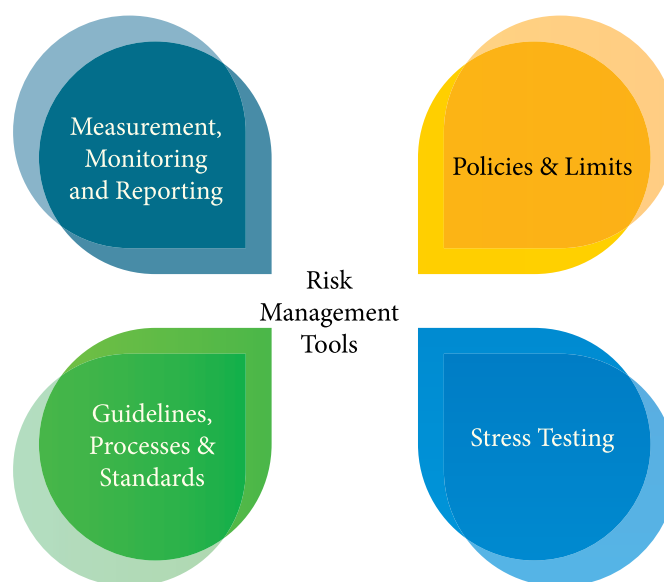 Measurement,
Monitoring
and Reporting
Policies & Limits
Risk
Management
Tools
Guidelines,
Processes &
Standards
Stress Testing